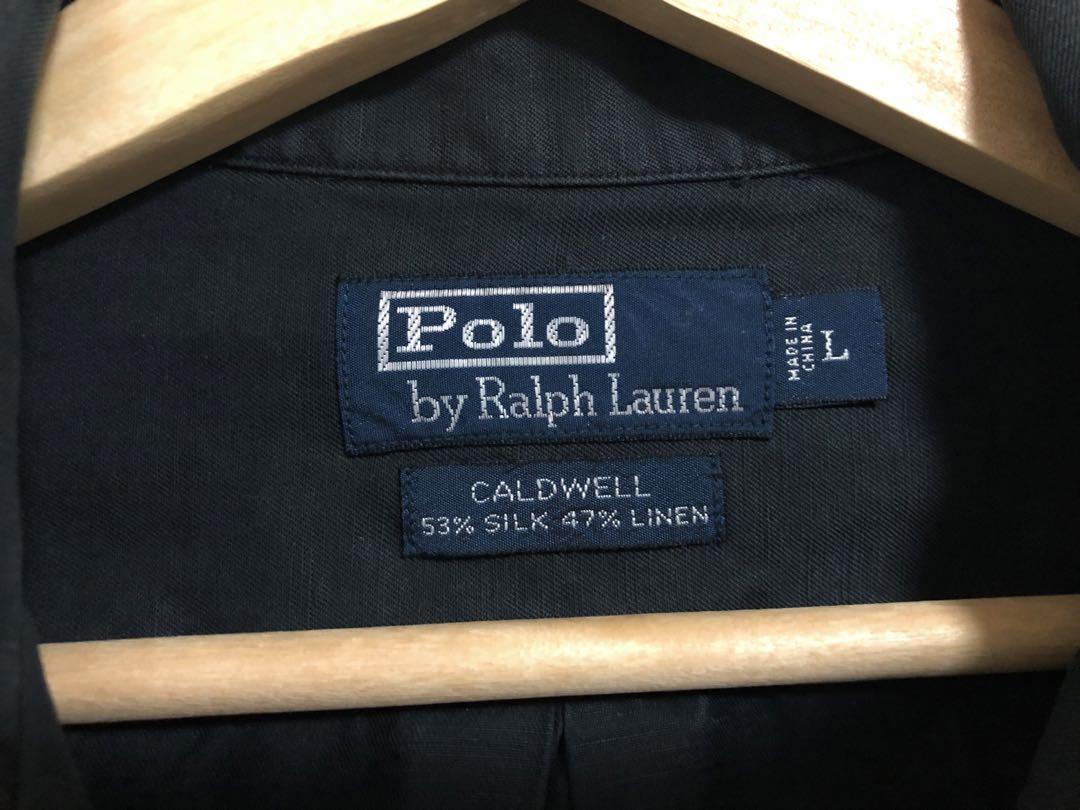 Polo
by Ralph Lauren
MADE IN
CHINA
L
CALDWELL
53% SILK 47% LINEN